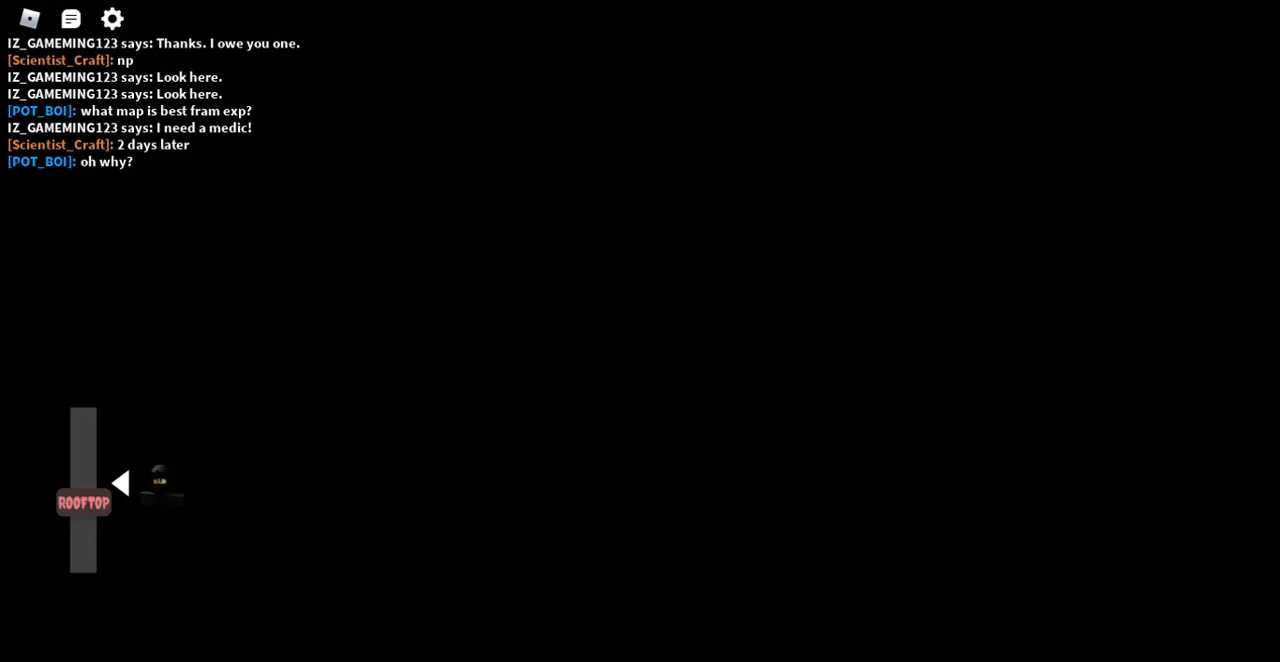 IZ_GAMEMING123 says: Thanks. I owe you one.
[Scientist_Craft]: np
IZ_GAMEMING123 says: Look here.
IZ_GAMEMING123 says: Look here.
[POT_BOI]: what map is best fram exp?
IZ_GAMEMING123 says: I need a medic!
[Scientist_Craft]: 2 days later
[POT_BOI]: oh why?
ROOFTOP